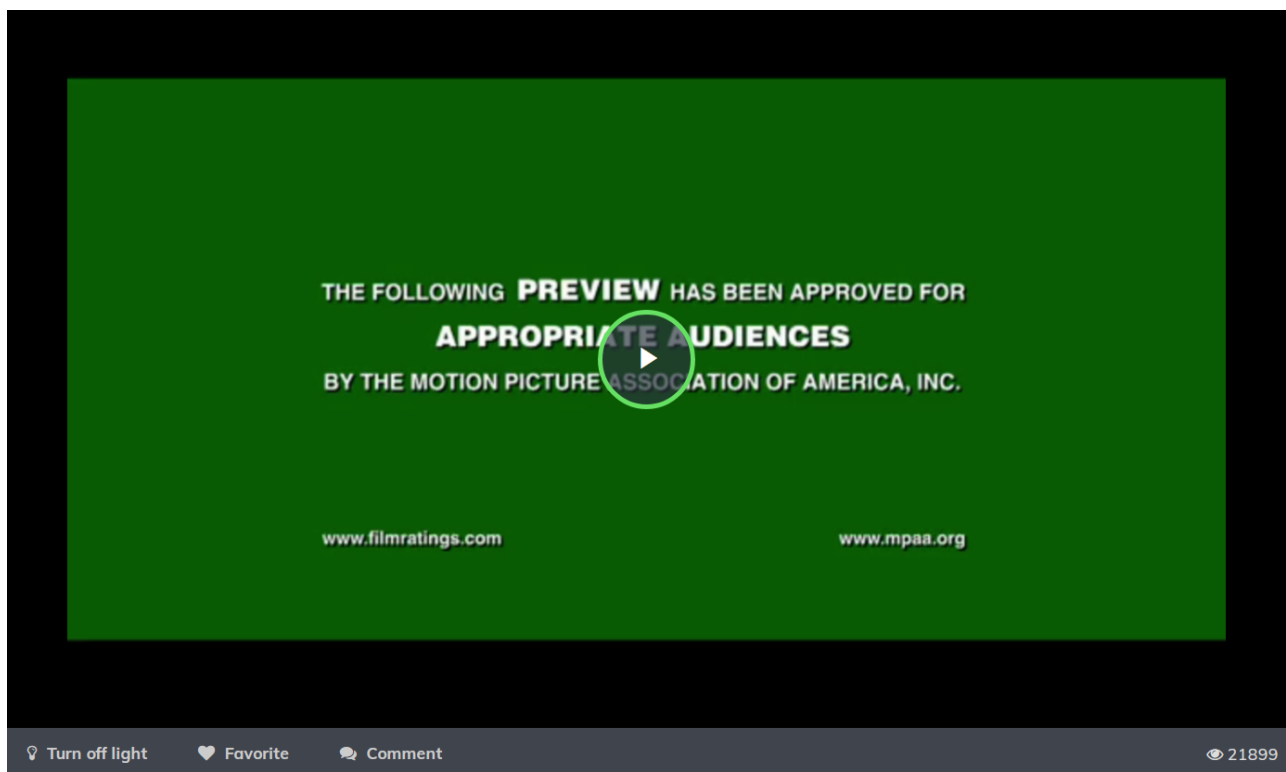 THE FOLLOWING PREVIEW HAS BEEN APPROVED FOR
APPROPRIATE AUDIENCES
BY THE MOTION PICTURE ASSOCIATION OF AMERICA, INC.
www.filmratings.com www.mpaa.org
Turn off light Favorite Comment 21899